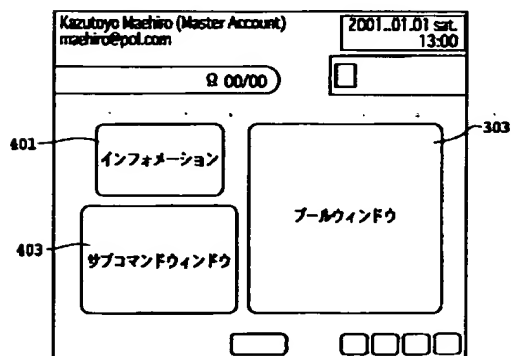 Kazutoyo Maehiro (Master Account)
maehiro@pol.com
2001..01.01 sat.
13:00
00/00
401
インフォメーション
303
プールウィンドウ
403
サブコマンドウィンドウ